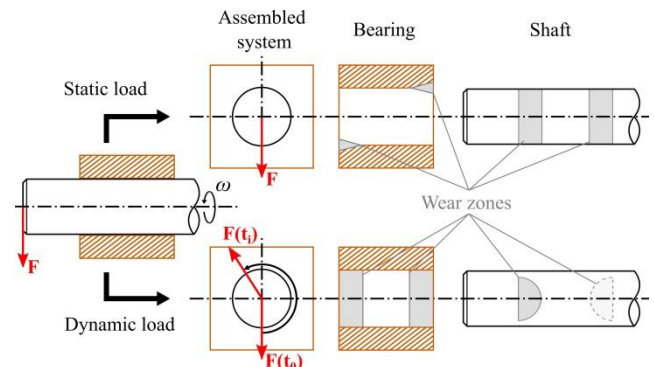 Assembled
system
Bearing
Shaft
Static load
F
ω
F
Wear zones
F(tᵢ)
Dynamic load
F(t₀)